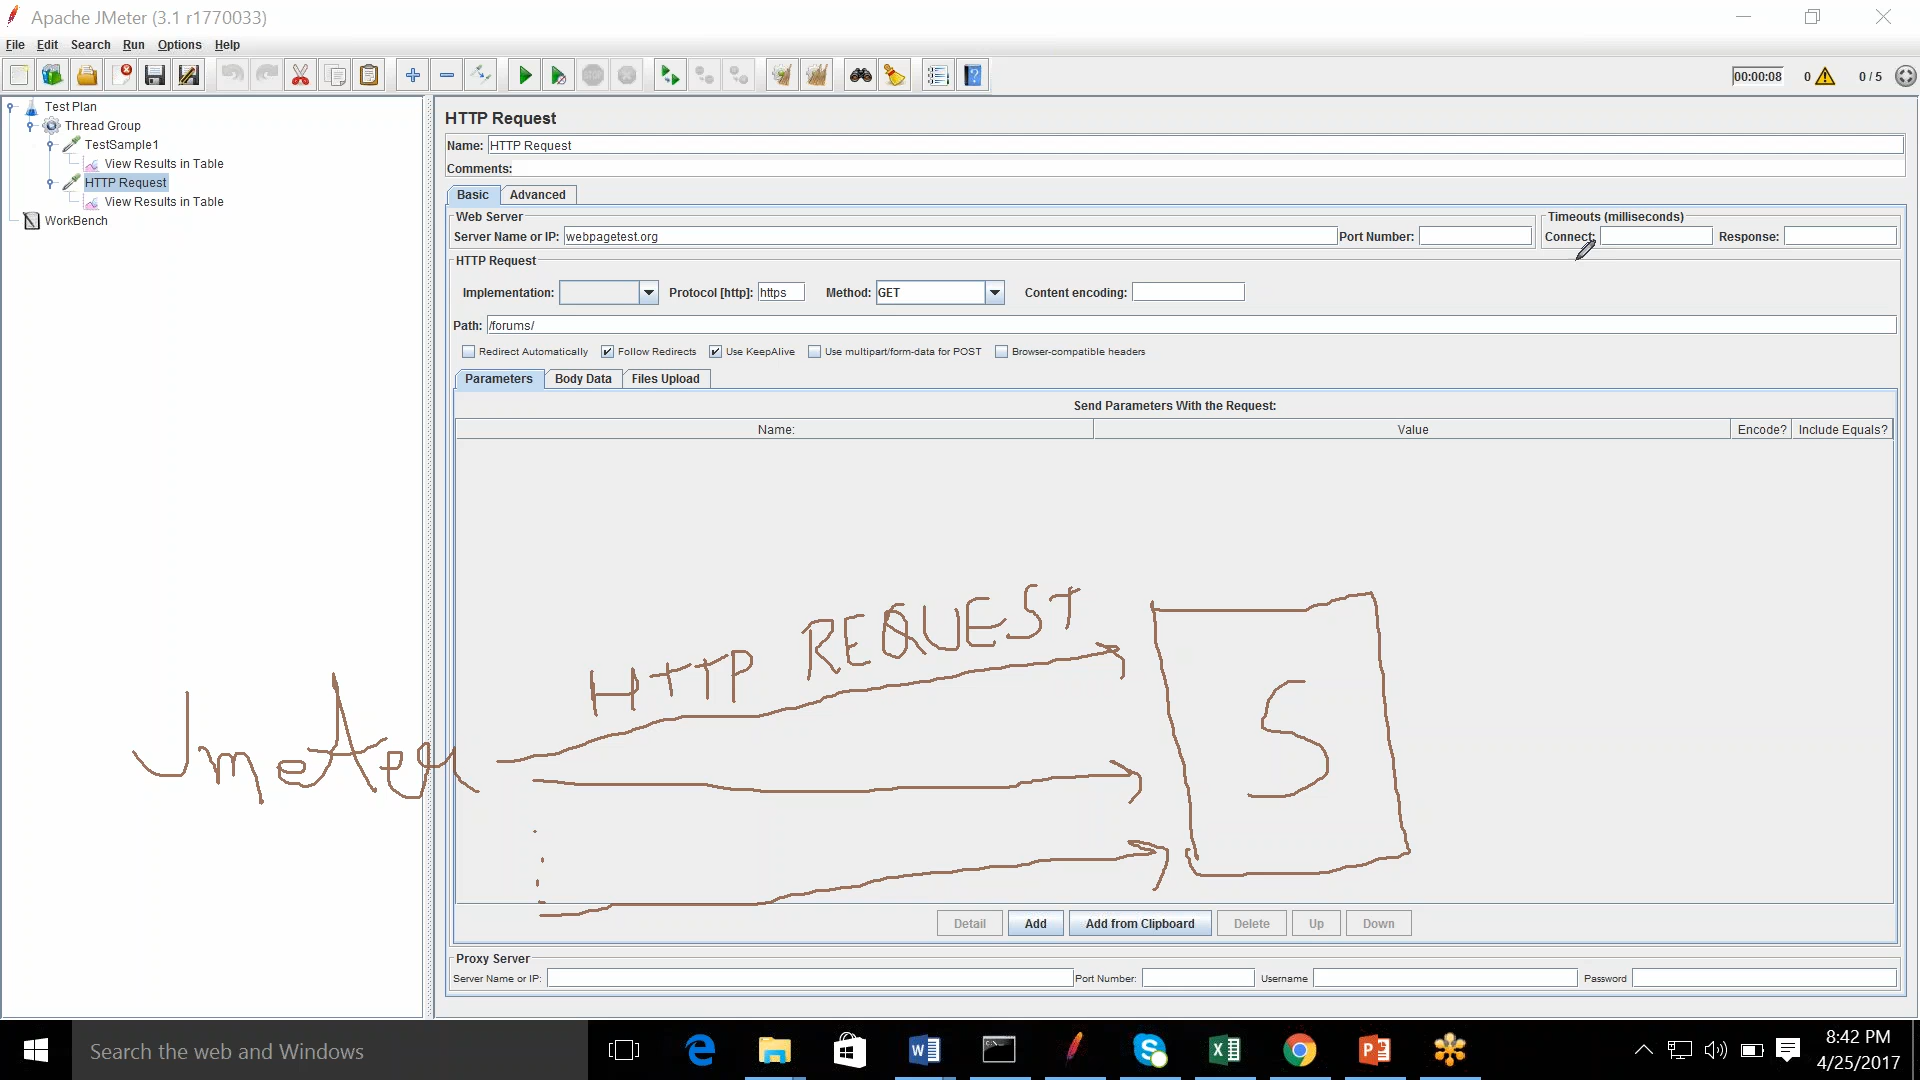 Apache JMeter (3.1 r1770033)
File Edit Search Run Options Help
00:00:08 0 0 / 5
Test Plan
Thread Group
TestSample1
View Results in Table
HTTP Request
View Results in Table
WorkBench
HTTP Request
Name: HTTP Request
Comments:
Basic Advanced
Web Server Timeouts (milliseconds)
Server Name or IP: webpagetest.org Port Number: Connect: Response:
HTTP Request
Implementation: Protocol [http]: https Method: GET Content encoding:
Path: /forums/
Redirect Automatically Follow Redirects Use KeepAlive Use multipart/form-data for POST Browser-compatible headers
Parameters Body Data Files Upload
Send Parameters With the Request:
Name: Value Encode? Include Equals?
HTTP REQUEST
Jmeter S
Detail Add Add from Clipboard Delete Up Down
Proxy Server
Server Name or IP: Port Number: Username Password
Search the web and Windows
8:42 PM
4/25/2017